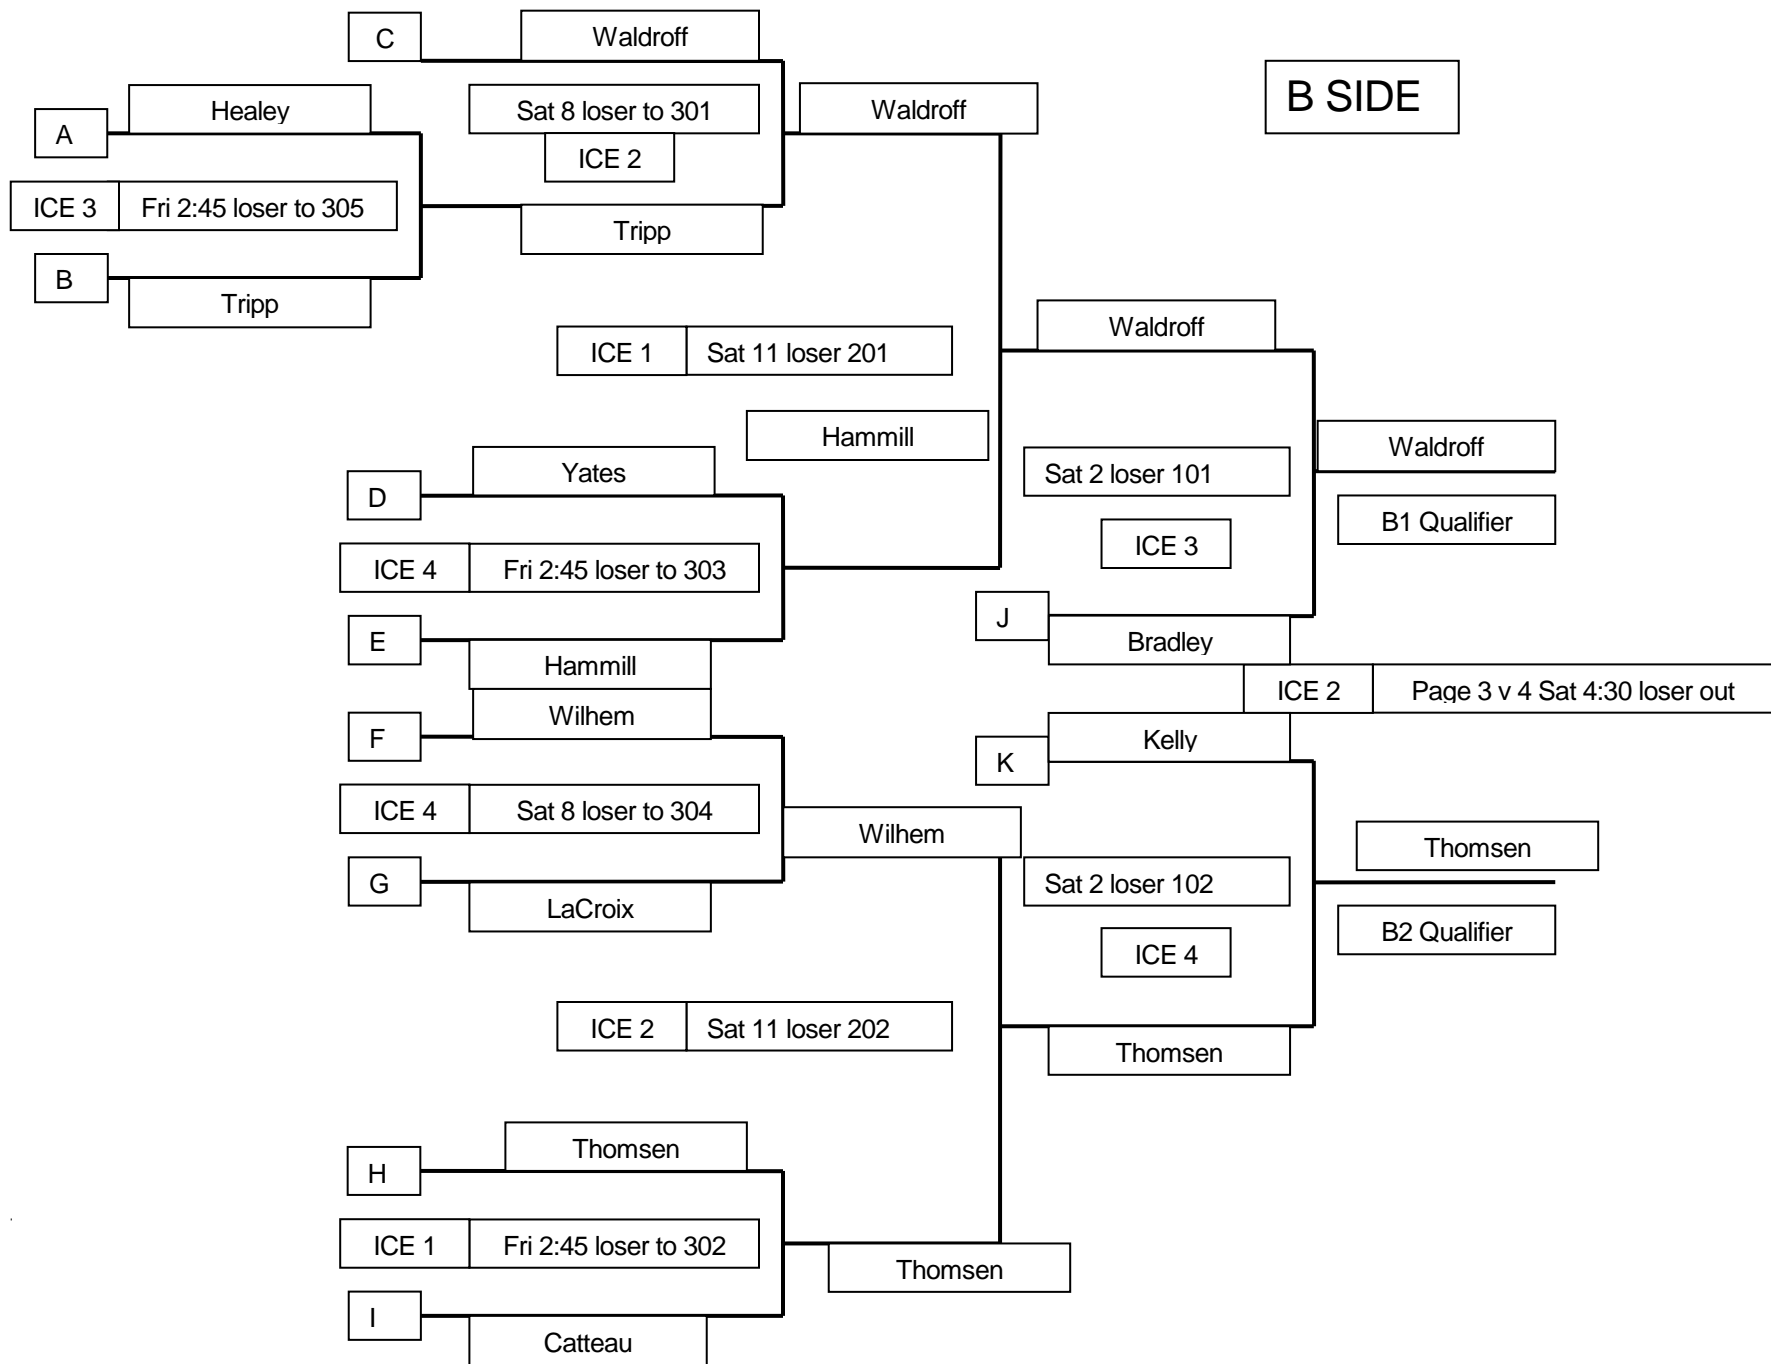 C
Waldroff
B SIDE
Healey
Sat 8 loser to 301
Waldroff
A
ICE 2
ICE 3
Fri 2:45 loser to 305
Tripp
B
Tripp
Waldroff
ICE 1
Sat 11 loser 201
Hammill
Waldroff
Yates
Sat 2 loser 101
D
B1 Qualifier
ICE 3
ICE 4
Fri 2:45 loser to 303
J
E
Bradley
Hammill
ICE 2
Page 3 v 4 Sat 4:30 loser out
Wilhem
F
Kelly
K
ICE 4
Sat 8 loser to 304
Wilhem
Thomsen
G
Sat 2 loser 102
LaCroix
B2 Qualifier
ICE 4
ICE 2
Sat 11 loser 202
Thomsen
Thomsen
H
ICE 1
Fri 2:45 loser to 302
Thomsen
I
Catteau